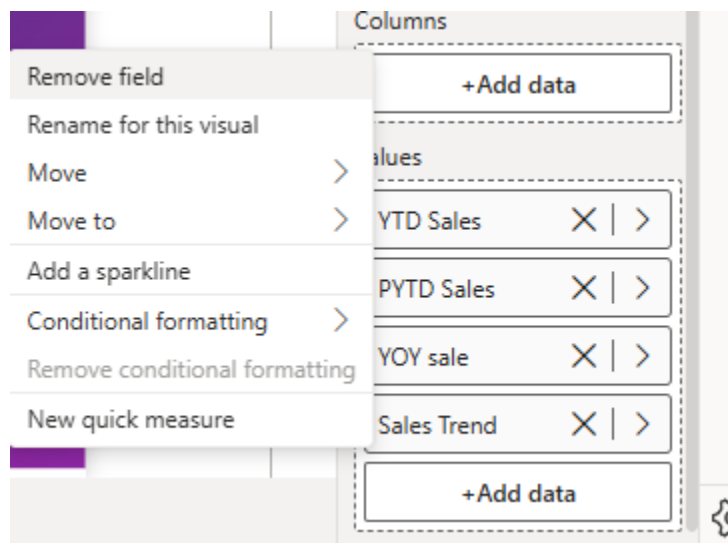 Columns
+Add data
Values
YTD Sales
PYTD Sales
YOY sale
Sales Trend
+Add data
Remove field
Rename for this visual
Move
Move to
Add a sparkline
Conditional formatting
Remove conditional formatting
New quick measure